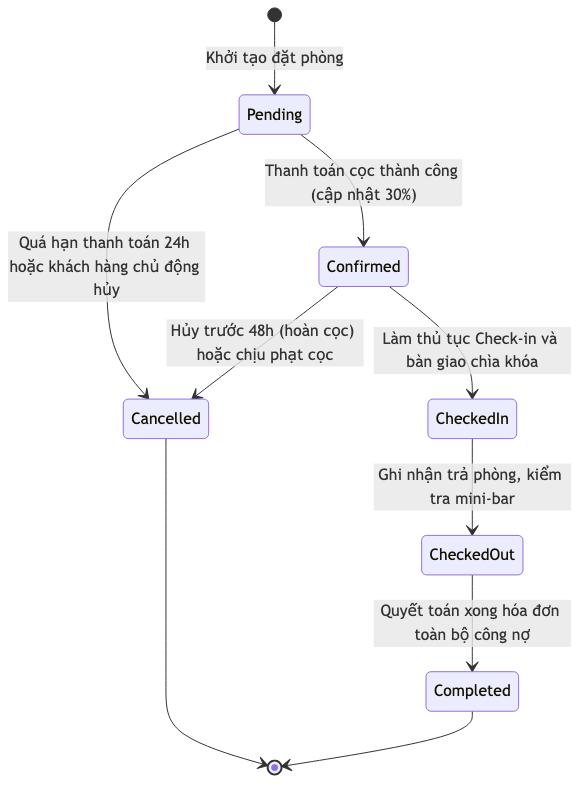 Khởi tạo đặt phòng
Pending
Thanh toán cọc thành công
(cập nhật 30%)
Quá hạn thanh toán 24h
hoặc khách hàng chủ động
hủy
Confirmed
Hủy trước 48h (hoàn cọc)
hoặc chịu phạt cọc
Làm thủ tục Check-in và
bàn giao chìa khóa
Cancelled
CheckedIn
Ghi nhận trả phòng, kiểm
tra mini-bar
CheckedOut
Quyết toán xong hóa đơn
toàn bộ công nợ
Completed